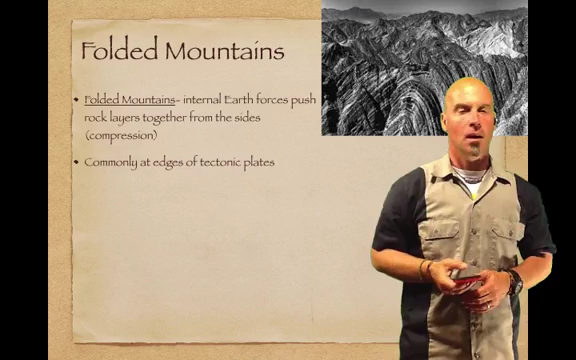 Folded Mountains
• Folded Mountains- internal Earth forces push
rock layers together from the sides
(compression)
• Commonly at edges of tectonic plates